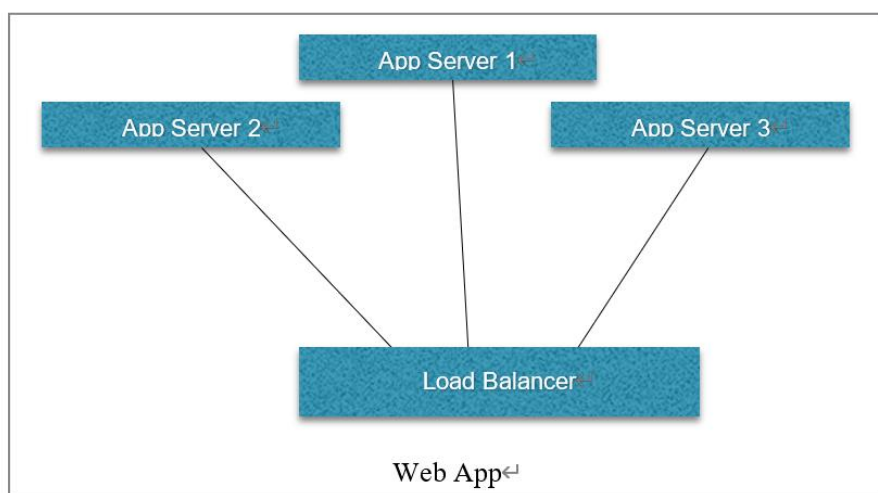 App Server 1
App Server 2
App Server 3
Load Balancer
Web App